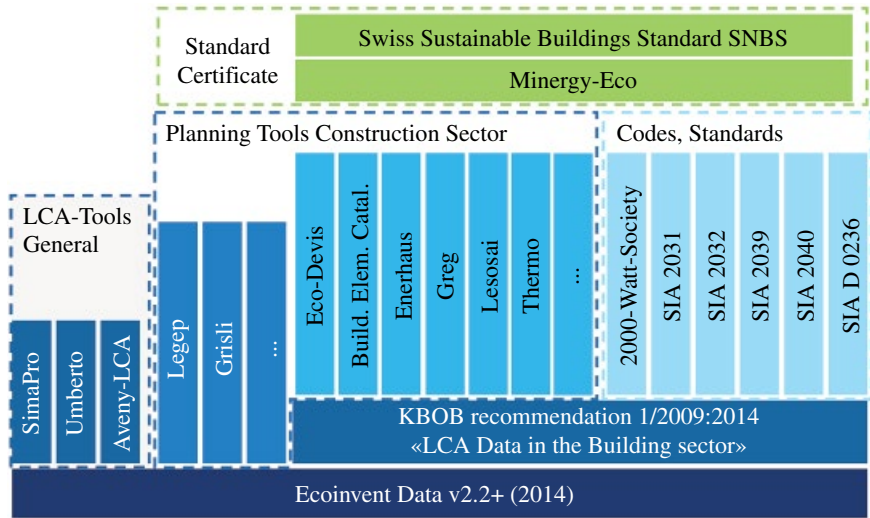 Standard
Certificate
Swiss Sustainable Buildings Standard SNBS
Minergy-Eco
Planning Tools Construction Sector
Codes, Standards
LCA-Tools
General
SimaPro
Umberto
Aveny-LCA
Legep
Grisli
...
Eco-Devis
Build. Elem. Catal.
Enerhaus
Greg
Lesosai
Thermo
...
2000-Watt-Society
SIA 2031
SIA 2032
SIA 2039
SIA 2040
SIA D 0236
KBOB recommendation 1/2009:2014
«LCA Data in the Building sector»
Ecoinvent Data v2.2+ (2014)